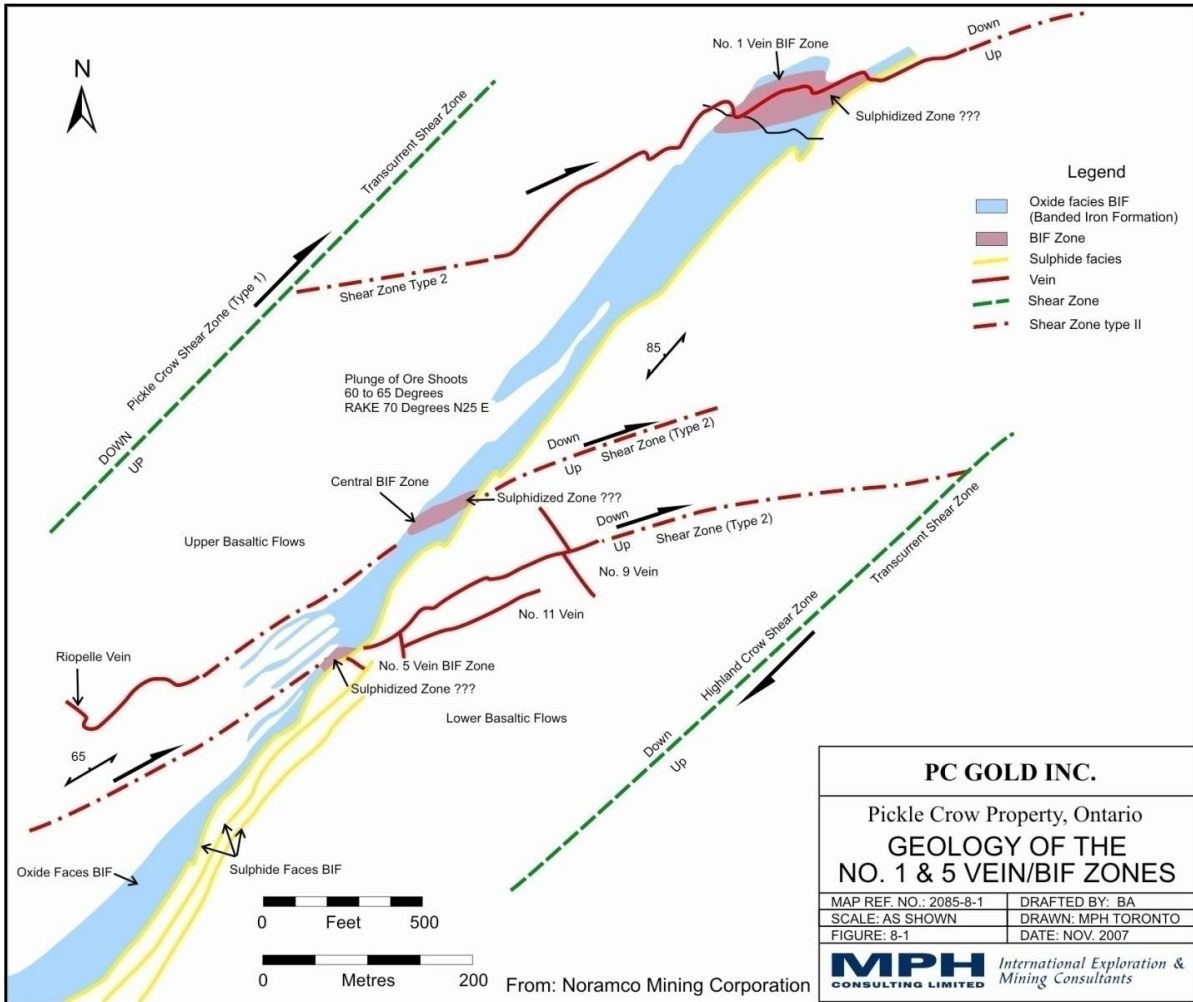 N
No. 1 Vein BIF Zone
Down
Up
Sulphidized Zone ???
Transcurrent Shear Zone
Pickle Crow Shear Zone (Type 1)
DOWN
UP
Shear Zone Type 2
Legend
Oxide facies BIF
(Banded Iron Formation)
BIF Zone
Sulphide facies
Vein
Shear Zone
Shear Zone type II
85
Plunge of Ore Shoots
60 to 65 Degrees
RAKE 70 Degrees N25 E
Down
Up
Shear Zone (Type 2)
Central BIF Zone
Sulphidized Zone ???
Down
Up
Shear Zone (Type 2)
Upper Basaltic Flows
No. 9 Vein
No. 11 Vein
Transcurrent Shear Zone
Highland Crow Shear Zone
Down
Up
Riopelle Vein
No. 5 Vein BIF Zone
Sulphidized Zone ???
Lower Basaltic Flows
65
Oxide Faces BIF
Sulphide Faces BIF
0 Feet 500
0 Metres 200
From: Noramco Mining Corporation
PC GOLD INC.
Pickle Crow Property, Ontario
GEOLOGY OF THE
NO. 1 & 5 VEIN/BIF ZONES
MAP REF. NO.: 2085-8-1 DRAFTED BY: BA
SCALE: AS SHOWN DRAWN: MPH TORONTO
FIGURE: 8-1 DATE: NOV. 2007
MPH
CONSULTING LIMITED
International Exploration &
Mining Consultants